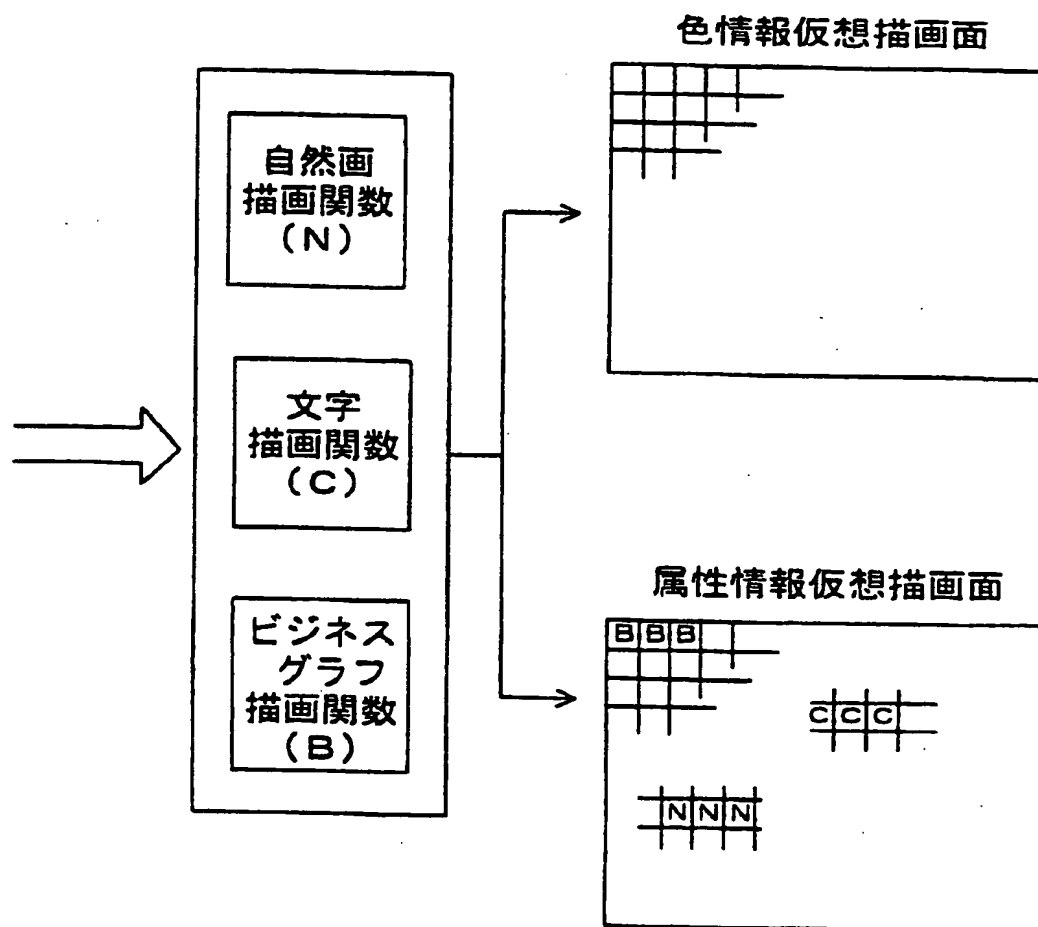 色情報仮想描画面
自然画
描画関数
(N)
文字
描画関数
(C)
ビジネス
グラフ
描画関数
(B)
属性情報仮想描画面
B B B
C C C
N N N